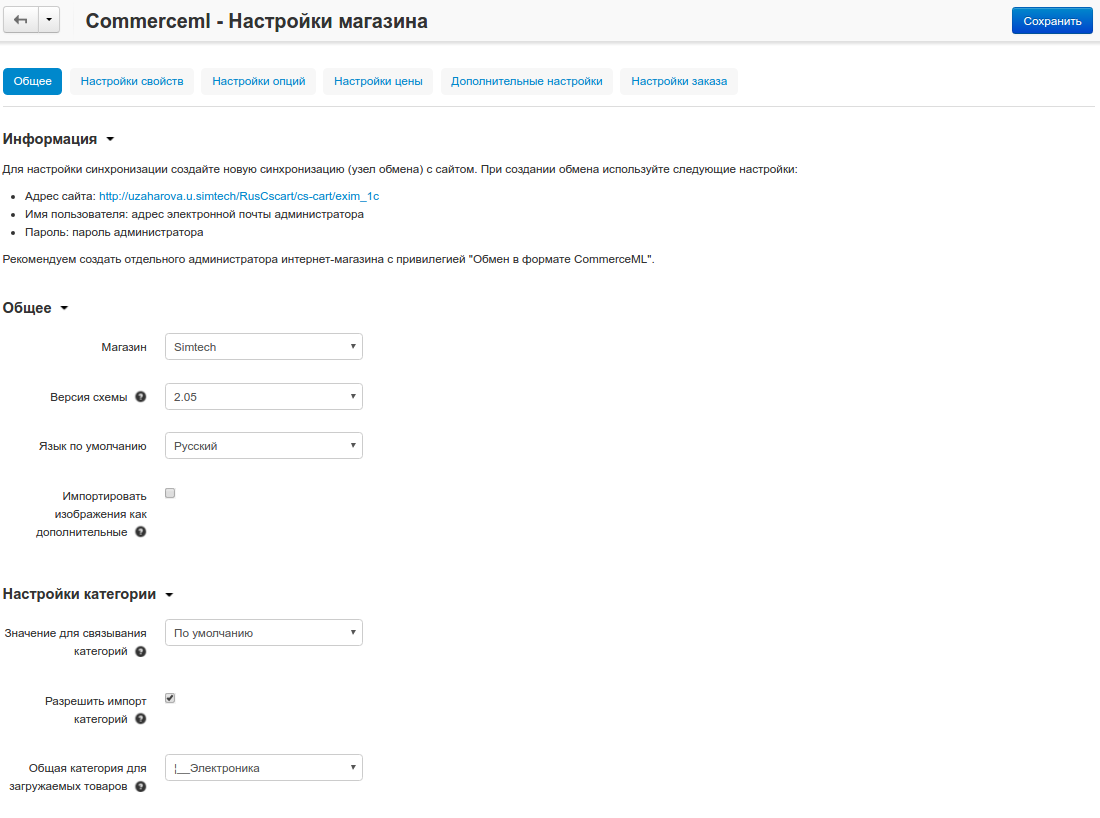 Commerceml - Настройки магазина
Сохранить
Общее Настройки свойств Настройки опций Настройки цены Дополнительные настройки Настройки заказа
Информация
Для настройки синхронизации создайте новую синхронизацию (узел обмена) с сайтом. При создании обмена используйте следующие настройки:
Адрес сайта: http://uzaharova.u.simtech/RusCscart/cs-cart/exim_1c
Имя пользователя: адрес электронной почты администратора
Пароль: пароль администратора
Рекомендуем создать отдельного администратора интернет-магазина с привилегией "Обмен в формате CommerceML".
Общее
Магазин Simtech
Версия схемы ? 2.05
Язык по умолчанию Русский
Импортировать
изображения как
дополнительные ?
Настройки категории
Значение для связывания По умолчанию
категорий ?
Разрешить импорт
категорий ?
Общая категория для ¦__Электроника
загружаемых товаров ?